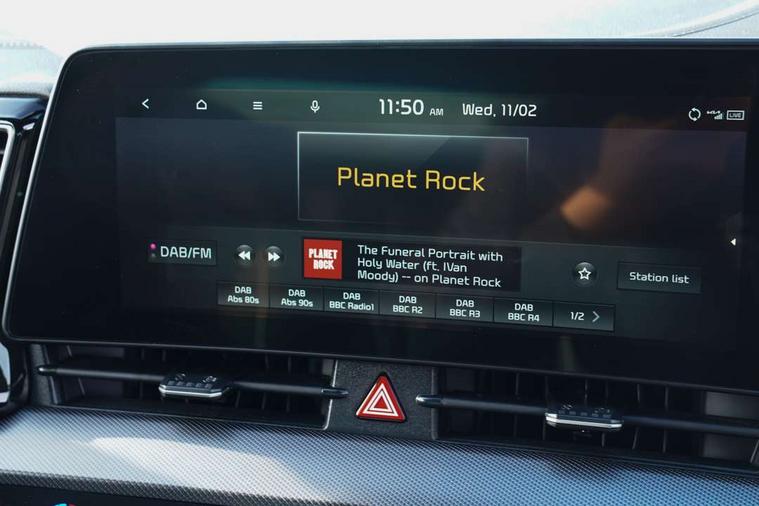 11:50 AM Wed, 11/02
LIVE
Planet Rock
DAB/FM
PLANET
ROCK
The Funeral Portrait with
Holy Water (ft. IVan
Moody) -- on Planet Rock
Station list
DAB
Abs 80s
DAB
Abs 90s
DAB
BBC Radio1
DAB
BBC R2
DAB
BBC R3
DAB
BBC R4
1/2